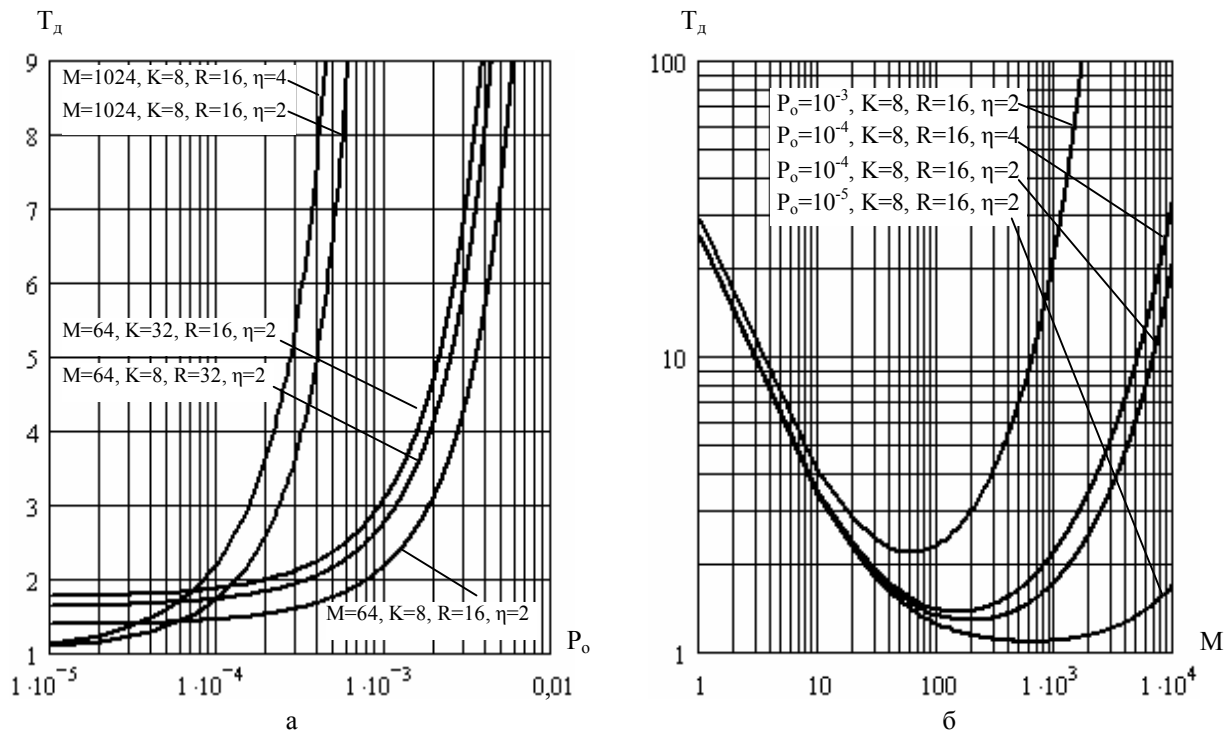 Tд
9
8
7
6
5
4
3
2
1
M=1024, K=8, R=16, η=4
M=1024, K=8, R=16, η=2
M=64, K=32, R=16, η=2
M=64, K=8, R=32, η=2
M=64, K=8, R=16, η=2
Pо
1·10⁻⁵
1·10⁻⁴
1·10⁻³
0,01
а
Tд
100
10
1
Pо=10⁻³, K=8, R=16, η=2
Pо=10⁻⁴, K=8, R=16, η=4
Pо=10⁻⁴, K=8, R=16, η=2
Pо=10⁻⁵, K=8, R=16, η=2
M
1
10
100
1·10³
1·10⁴
б